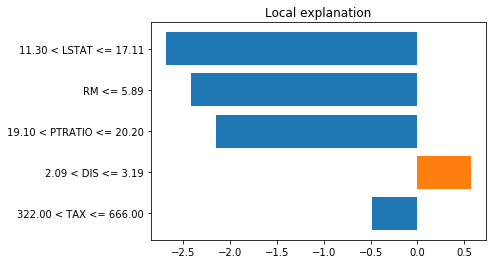 Local explanation
11.30 < LSTAT <= 17.11
RM <= 5.89
19.10 < PTRATIO <= 20.20
2.09 < DIS <= 3.19
322.00 < TAX <= 666.00
−2.5 −2.0 −1.5 −1.0 −0.5 0.0 0.5